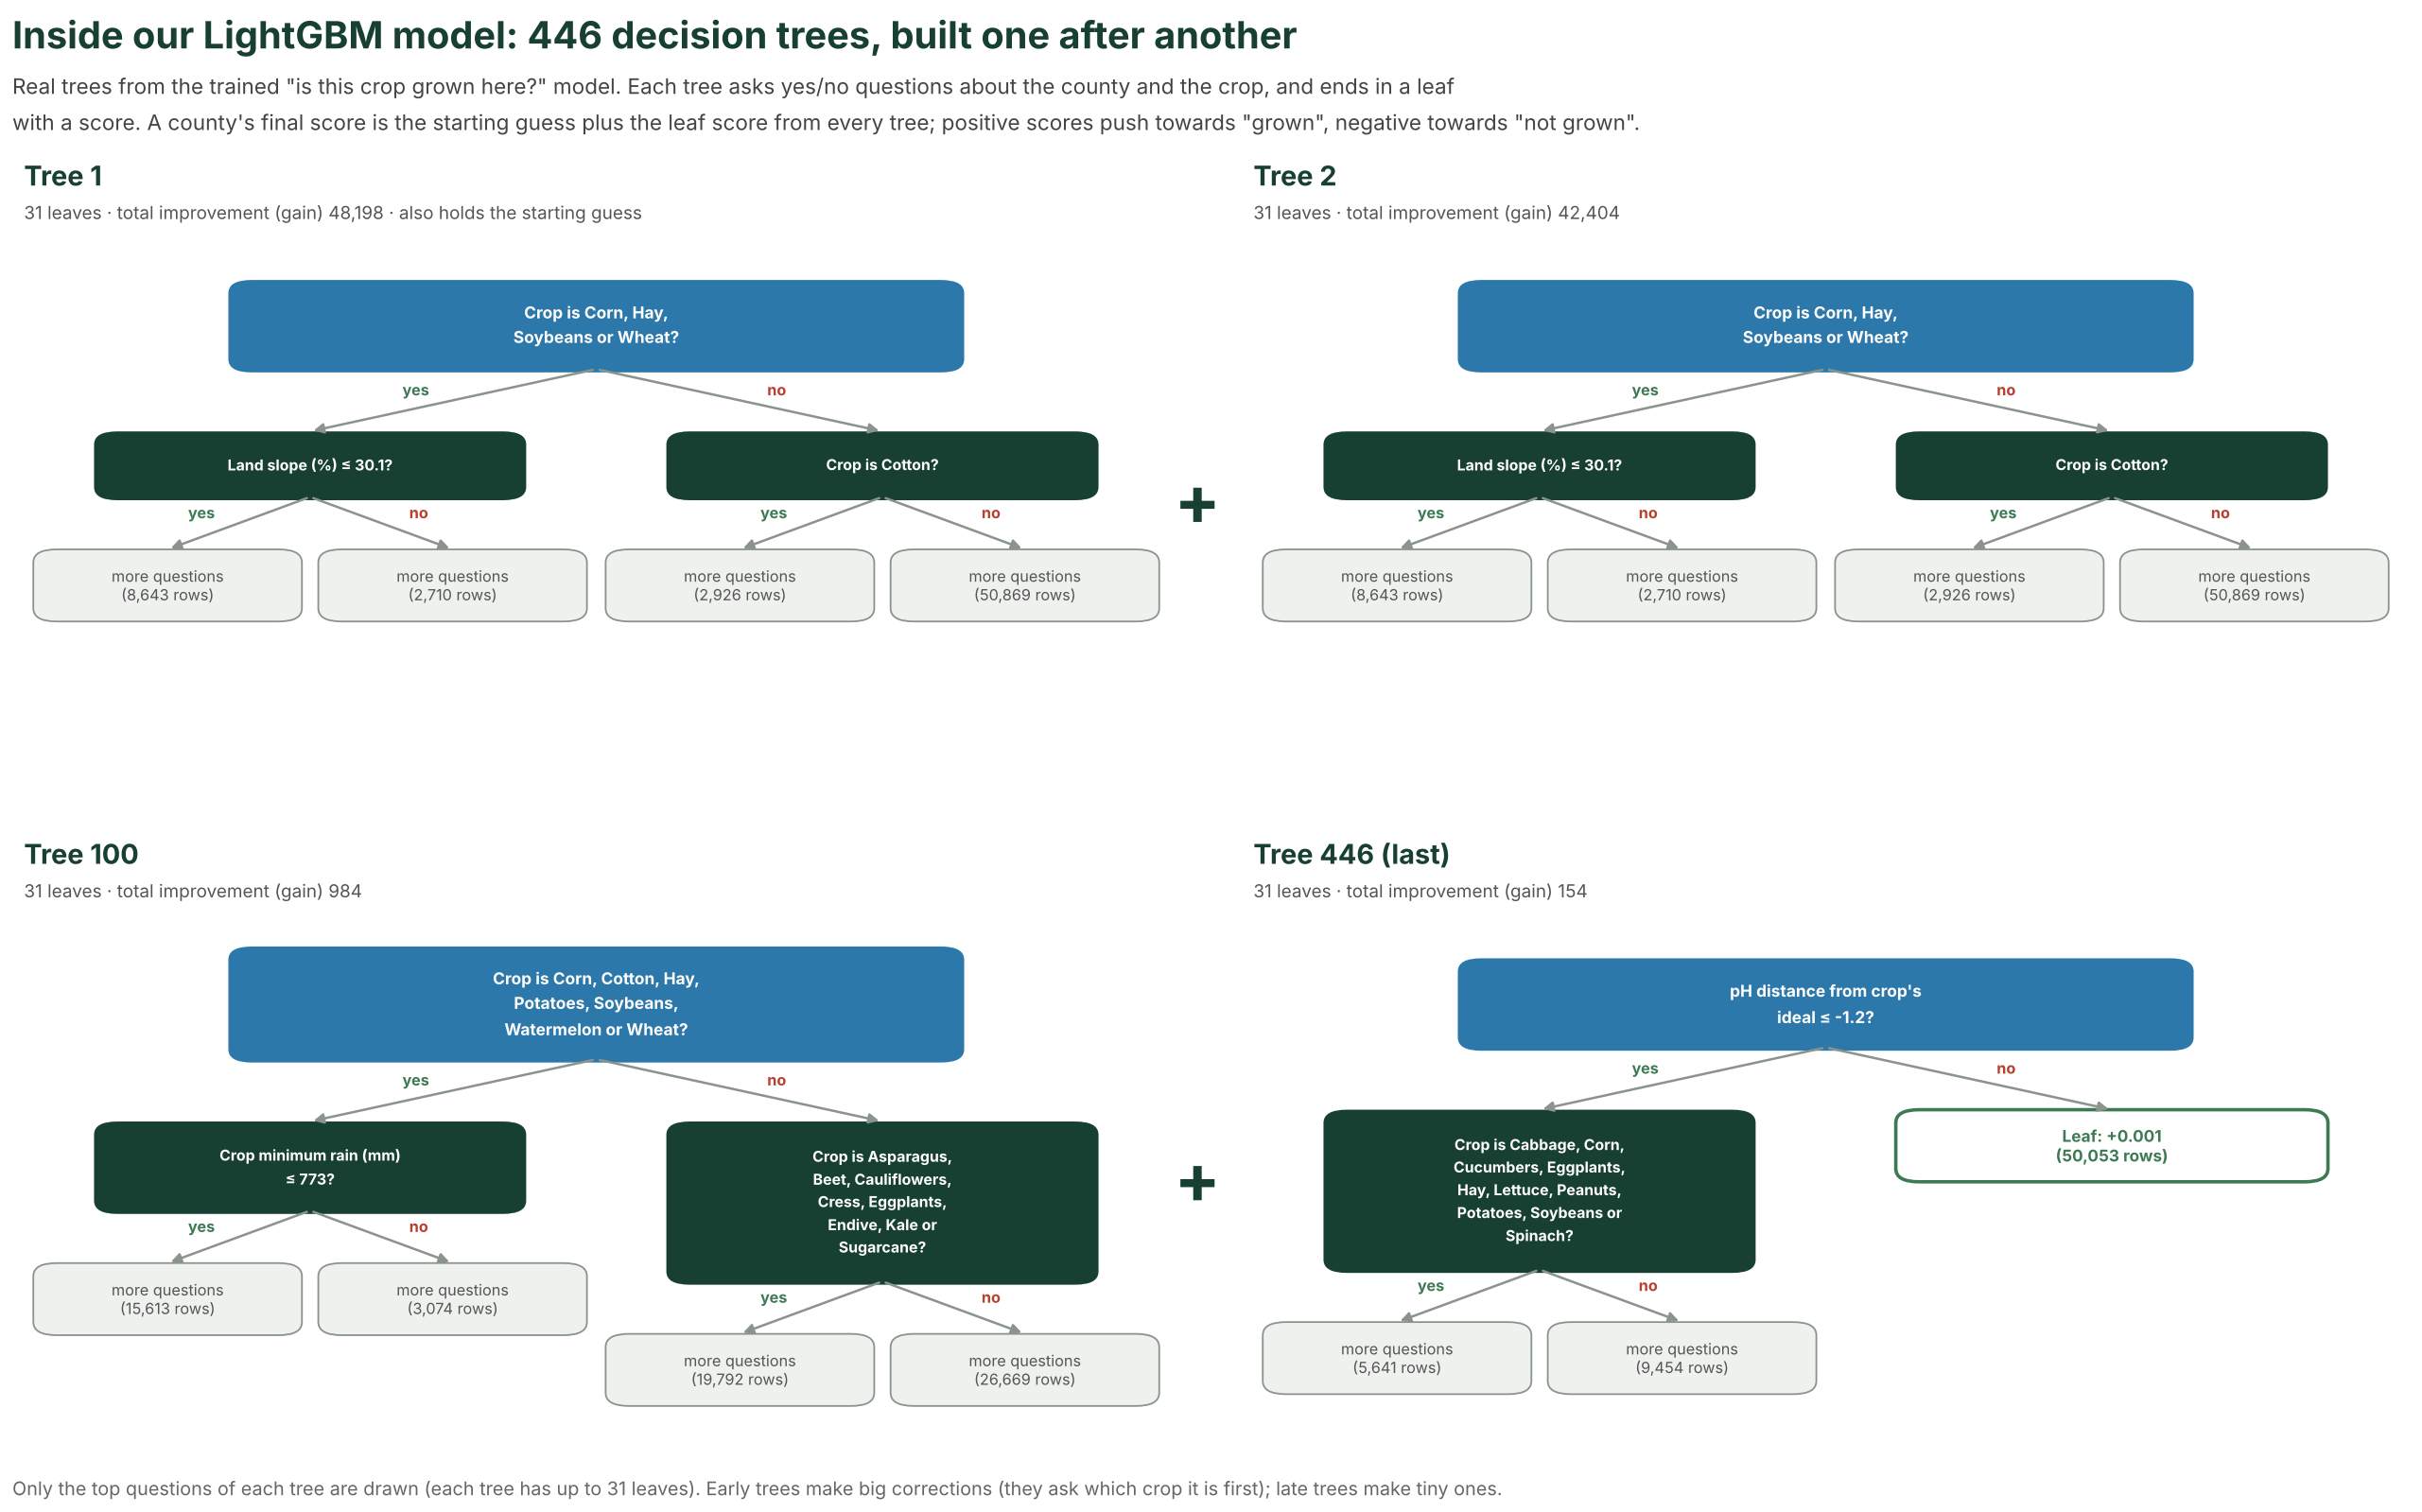 Inside our LightGBM model: 446 decision trees, built one after another
Real trees from the trained "is this crop grown here?" model. Each tree asks yes/no questions about the county and the crop, and ends in a leaf
with a score. A county's final score is the starting guess plus the leaf score from every tree; positive scores push towards "grown", negative towards "not grown".
Tree 1
31 leaves · total improvement (gain) 48,198 · also holds the starting guess
Crop is Corn, Hay,
Soybeans or Wheat?
yes
no
Land slope (%) ≤ 30.1?
Crop is Cotton?
yes
no
yes
no
more questions
(8,643 rows)
more questions
(2,710 rows)
more questions
(2,926 rows)
more questions
(50,869 rows)
+
Tree 2
31 leaves · total improvement (gain) 42,404
Crop is Corn, Hay,
Soybeans or Wheat?
yes
no
Land slope (%) ≤ 30.1?
Crop is Cotton?
yes
no
yes
no
more questions
(8,643 rows)
more questions
(2,710 rows)
more questions
(2,926 rows)
more questions
(50,869 rows)
Tree 100
31 leaves · total improvement (gain) 984
Crop is Corn, Cotton, Hay,
Potatoes, Soybeans,
Watermelon or Wheat?
yes
no
Crop minimum rain (mm)
≤ 773?
Crop is Asparagus,
Beet, Cauliflowers,
Cress, Eggplants,
Endive, Kale or
Sugarcane?
yes
no
yes
no
more questions
(15,613 rows)
more questions
(3,074 rows)
more questions
(19,792 rows)
more questions
(26,669 rows)
+
Tree 446 (last)
31 leaves · total improvement (gain) 154
pH distance from crop's
ideal ≤ -1.2?
yes
no
Crop is Cabbage, Corn,
Cucumbers, Eggplants,
Hay, Lettuce, Peanuts,
Potatoes, Soybeans or
Spinach?
Leaf: +0.001
(50,053 rows)
yes
no
more questions
(5,641 rows)
more questions
(9,454 rows)
Only the top questions of each tree are drawn (each tree has up to 31 leaves). Early trees make big corrections (they ask which crop it is first); late trees make tiny ones.